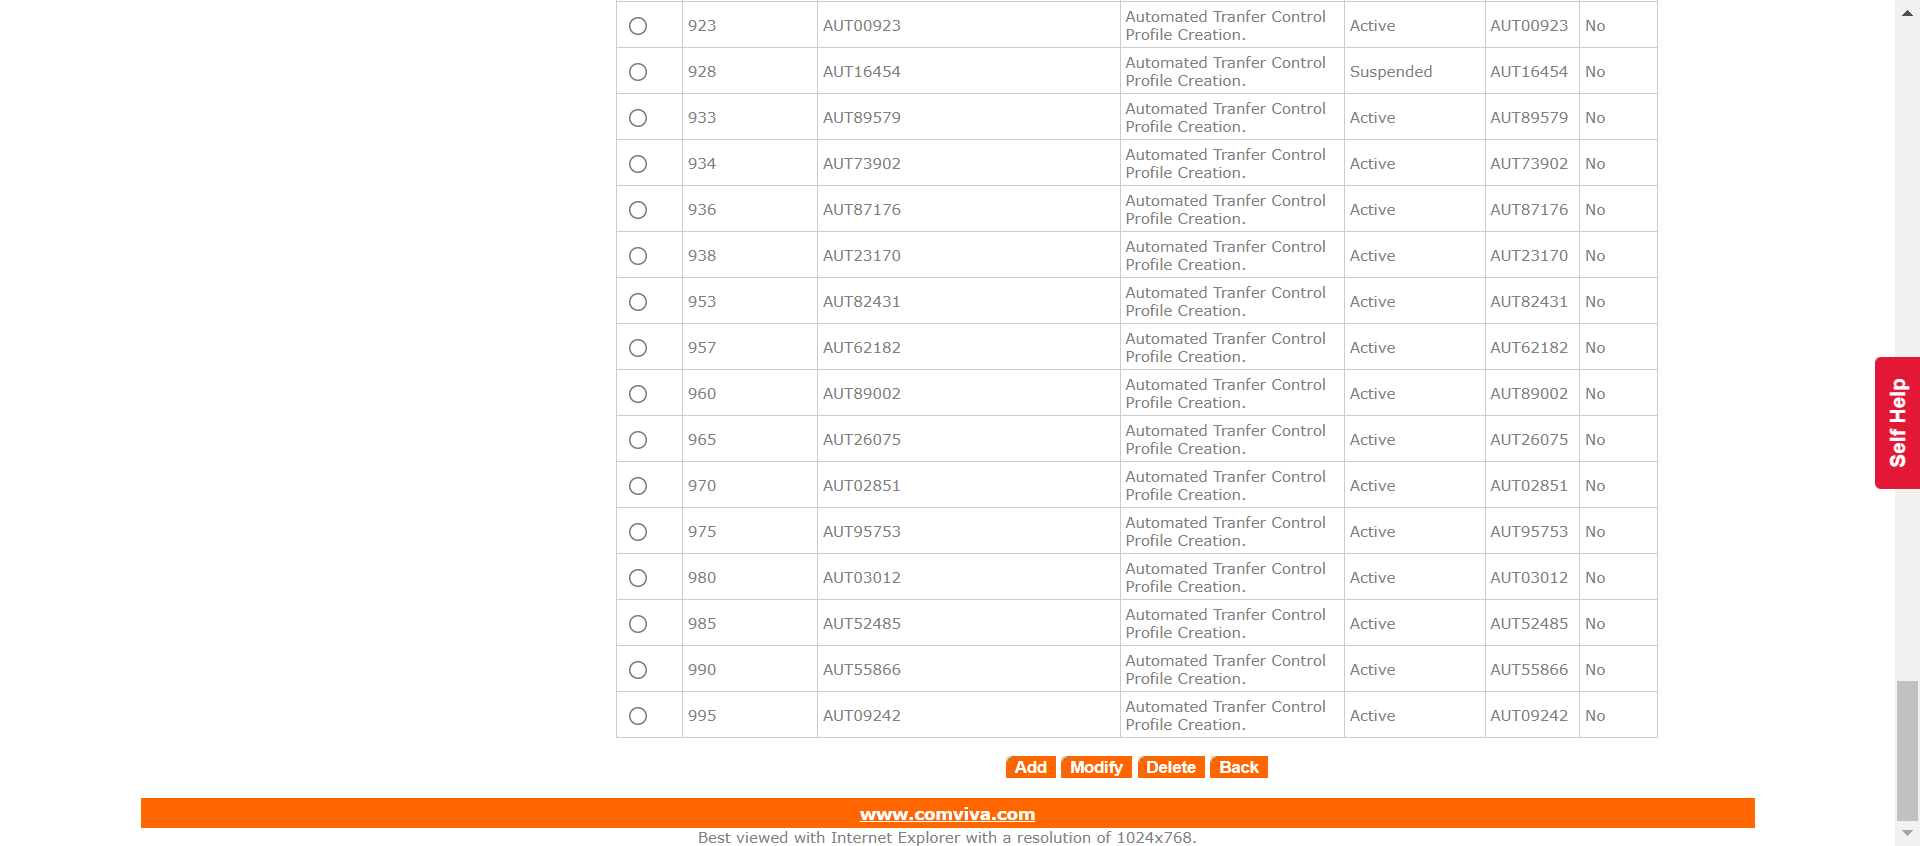 923 AUT00923 Automated Tranfer Control Profile Creation. Active AUT00923 No
928 AUT16454 Automated Tranfer Control Profile Creation. Suspended AUT16454 No
933 AUT89579 Automated Tranfer Control Profile Creation. Active AUT89579 No
934 AUT73902 Automated Tranfer Control Profile Creation. Active AUT73902 No
936 AUT87176 Automated Tranfer Control Profile Creation. Active AUT87176 No
938 AUT23170 Automated Tranfer Control Profile Creation. Active AUT23170 No
953 AUT82431 Automated Tranfer Control Profile Creation. Active AUT82431 No
957 AUT62182 Automated Tranfer Control Profile Creation. Active AUT62182 No
960 AUT89002 Automated Tranfer Control Profile Creation. Active AUT89002 No
965 AUT26075 Automated Tranfer Control Profile Creation. Active AUT26075 No
970 AUT02851 Automated Tranfer Control Profile Creation. Active AUT02851 No
975 AUT95753 Automated Tranfer Control Profile Creation. Active AUT95753 No
980 AUT03012 Automated Tranfer Control Profile Creation. Active AUT03012 No
985 AUT52485 Automated Tranfer Control Profile Creation. Active AUT52485 No
990 AUT55866 Automated Tranfer Control Profile Creation. Active AUT55866 No
995 AUT09242 Automated Tranfer Control Profile Creation. Active AUT09242 No
Add Modify Delete Back
www.comviva.com
Best viewed with Internet Explorer with a resolution of 1024x768.
Self Help